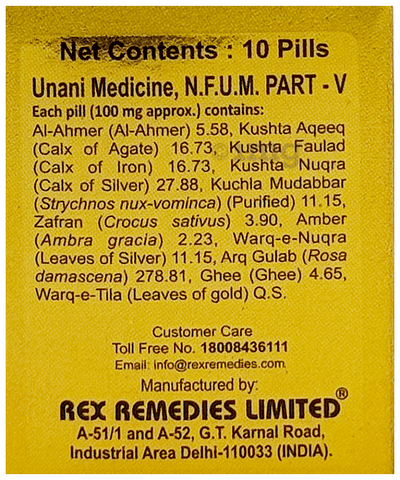 Net Contents : 10 Pills
Unani Medicine, N.F.U.M. PART - V
Each pill (100 mg approx.) contains:
Al-Ahmer (Al-Ahmer) 5.58, Kushta Aqeeq
(Calx of Agate) 16.73, Kushta Faulad
(Calx of Iron) 16.73, Kushta Nuqra
(Calx of Silver) 27.88, Kuchla Mudabbar
(Strychnos nux-vominca) (Purified) 11.15,
Zafran (Crocus sativus) 3.90, Amber
(Ambra gracia) 2.23, Warq-e-Nuqra
(Leaves of Silver) 11.15, Arq Gulab (Rosa
damascena) 278.81, Ghee (Ghee) 4.65,
Warq-e-Tila (Leaves of gold) Q.S.
Customer Care
Toll Free No. 18008436111
Email: info@rexremedies.com
Manufactured by:
REX REMEDIES LIMITED®
A-51/1 and A-52, G.T. Karnal Road,
Industrial Area Delhi-110033 (INDIA).